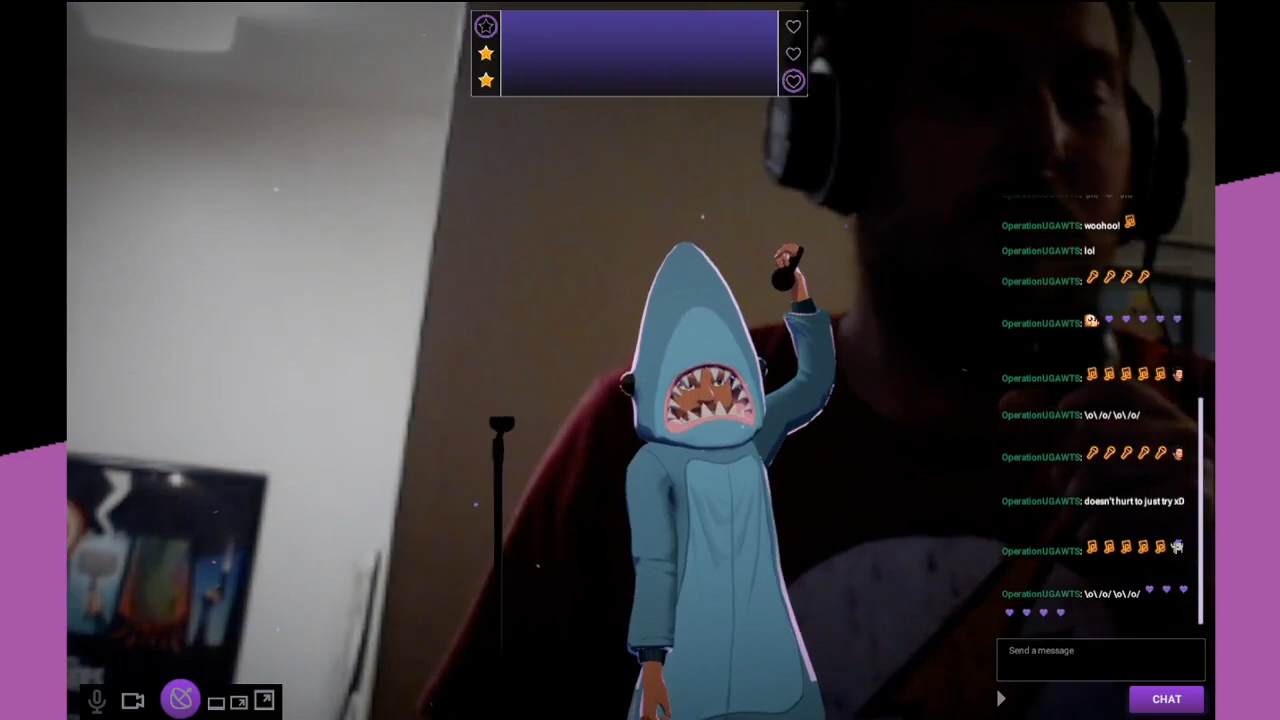 OperationUGAWTS: woohoo!
OperationUGAWTS: lol
OperationUGAWTS:
OperationUGAWTS:
OperationUGAWTS:
OperationUGAWTS: \o\ /o/ \o\ /o/
OperationUGAWTS:
OperationUGAWTS: doesn't hurt to just try xD
OperationUGAWTS:
OperationUGAWTS: \o\ /o/ \o\ /o/
Send a message
CHAT